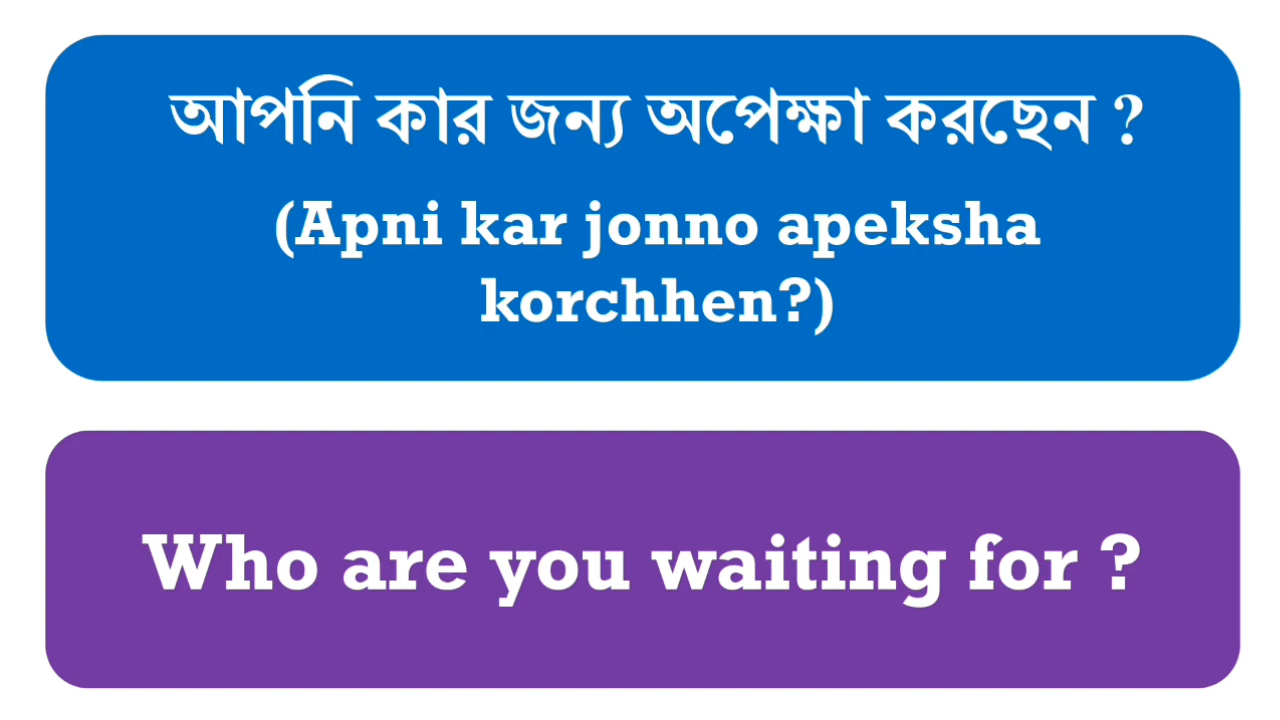 আপনি কার জন্য অপেক্ষা করছেন ?
(Apni kar jonno apeksha
korchhen?)
Who are you waiting for ?